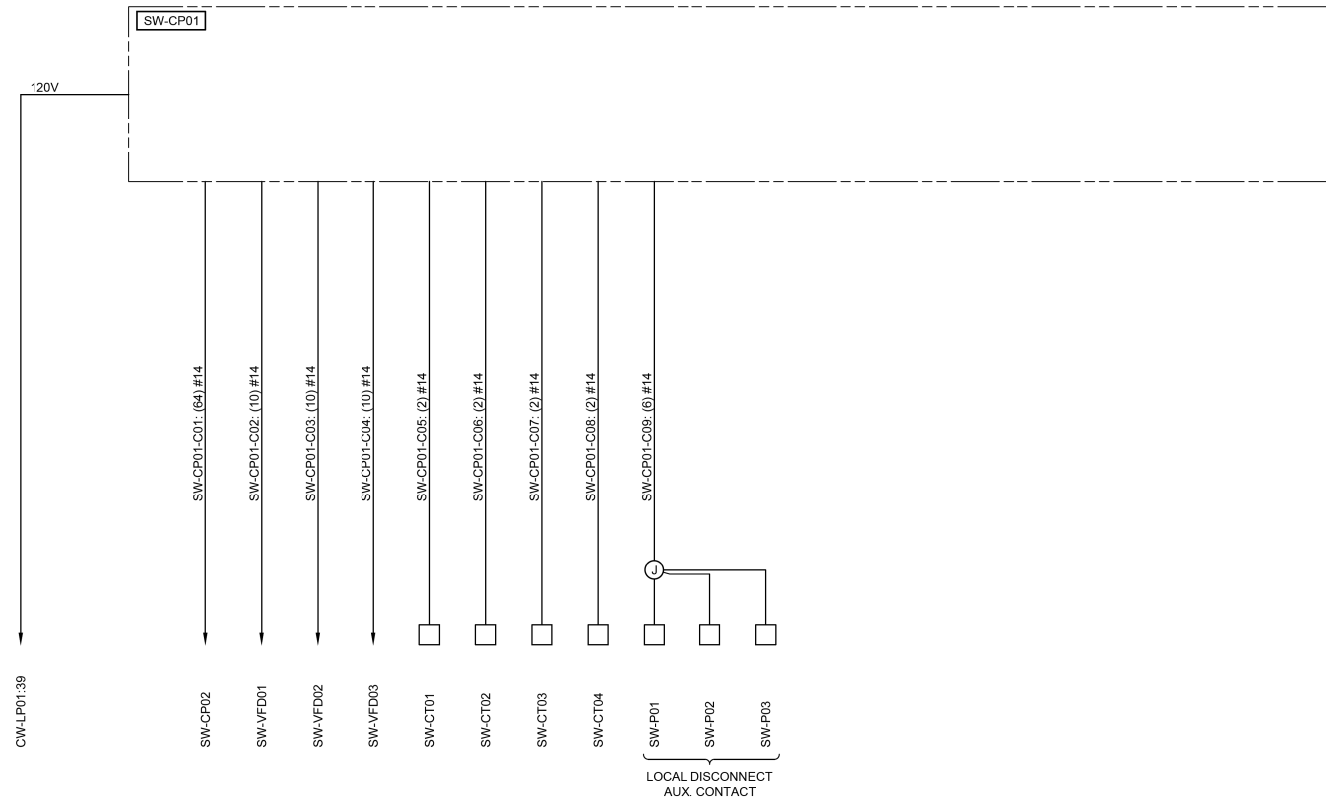 SW-CP01
120V
SW-CP01-C01: (64) #14
SW-CP01-C02: (10) #14
SW-CP01-C03: (10) #14
SW-CP01-C04: (10) #14
SW-CP01-C05: (2) #14
SW-CP01-C06: (2) #14
SW-CP01-C07: (2) #14
SW-CP01-C08: (2) #14
SW-CP01-C09: (6) #14
J
CW-LP01:39
SW-CP02
SW-VFD01
SW-VFD02
SW-VFD03
SW-CT01
SW-CT02
SW-CT03
SW-CT04
SW-P01
SW-P02
SW-P03
LOCAL DISCONNECT
AUX. CONTACT